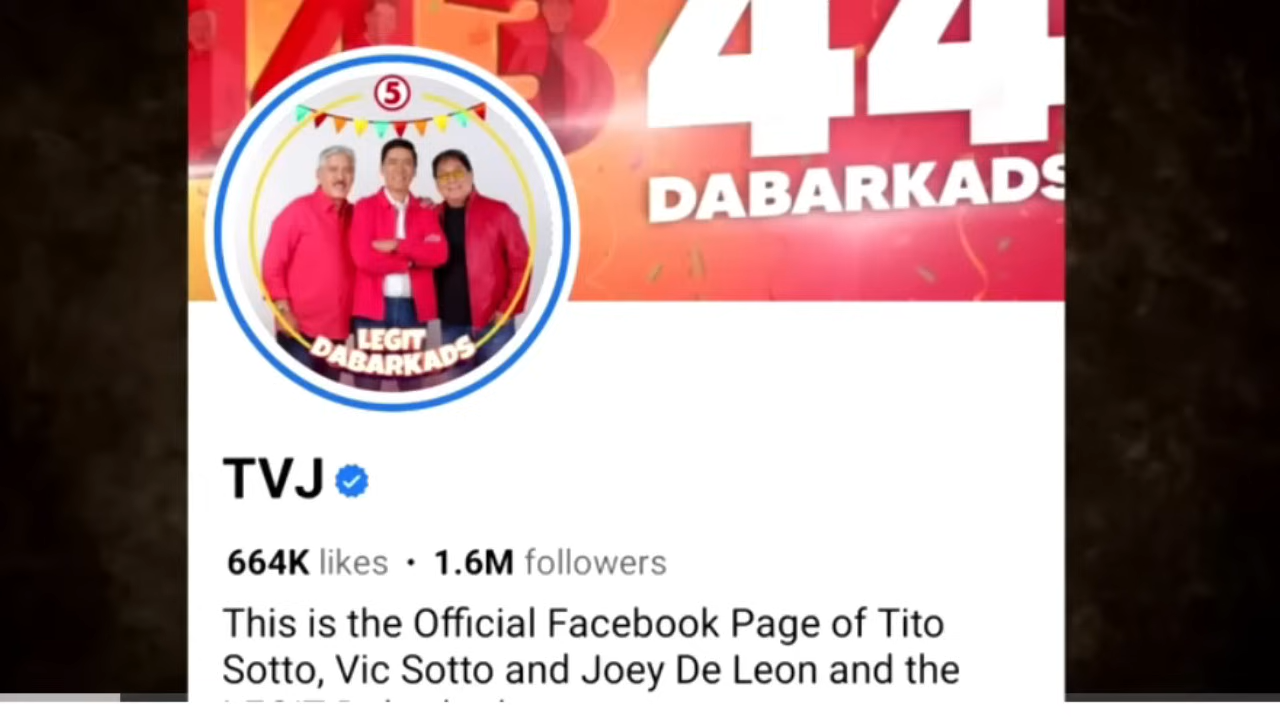 44
DABARKADS
5
LEGIT
DABARKADS
TVJ
664K likes · 1.6M followers
This is the Official Facebook Page of Tito
Sotto, Vic Sotto and Joey De Leon and the